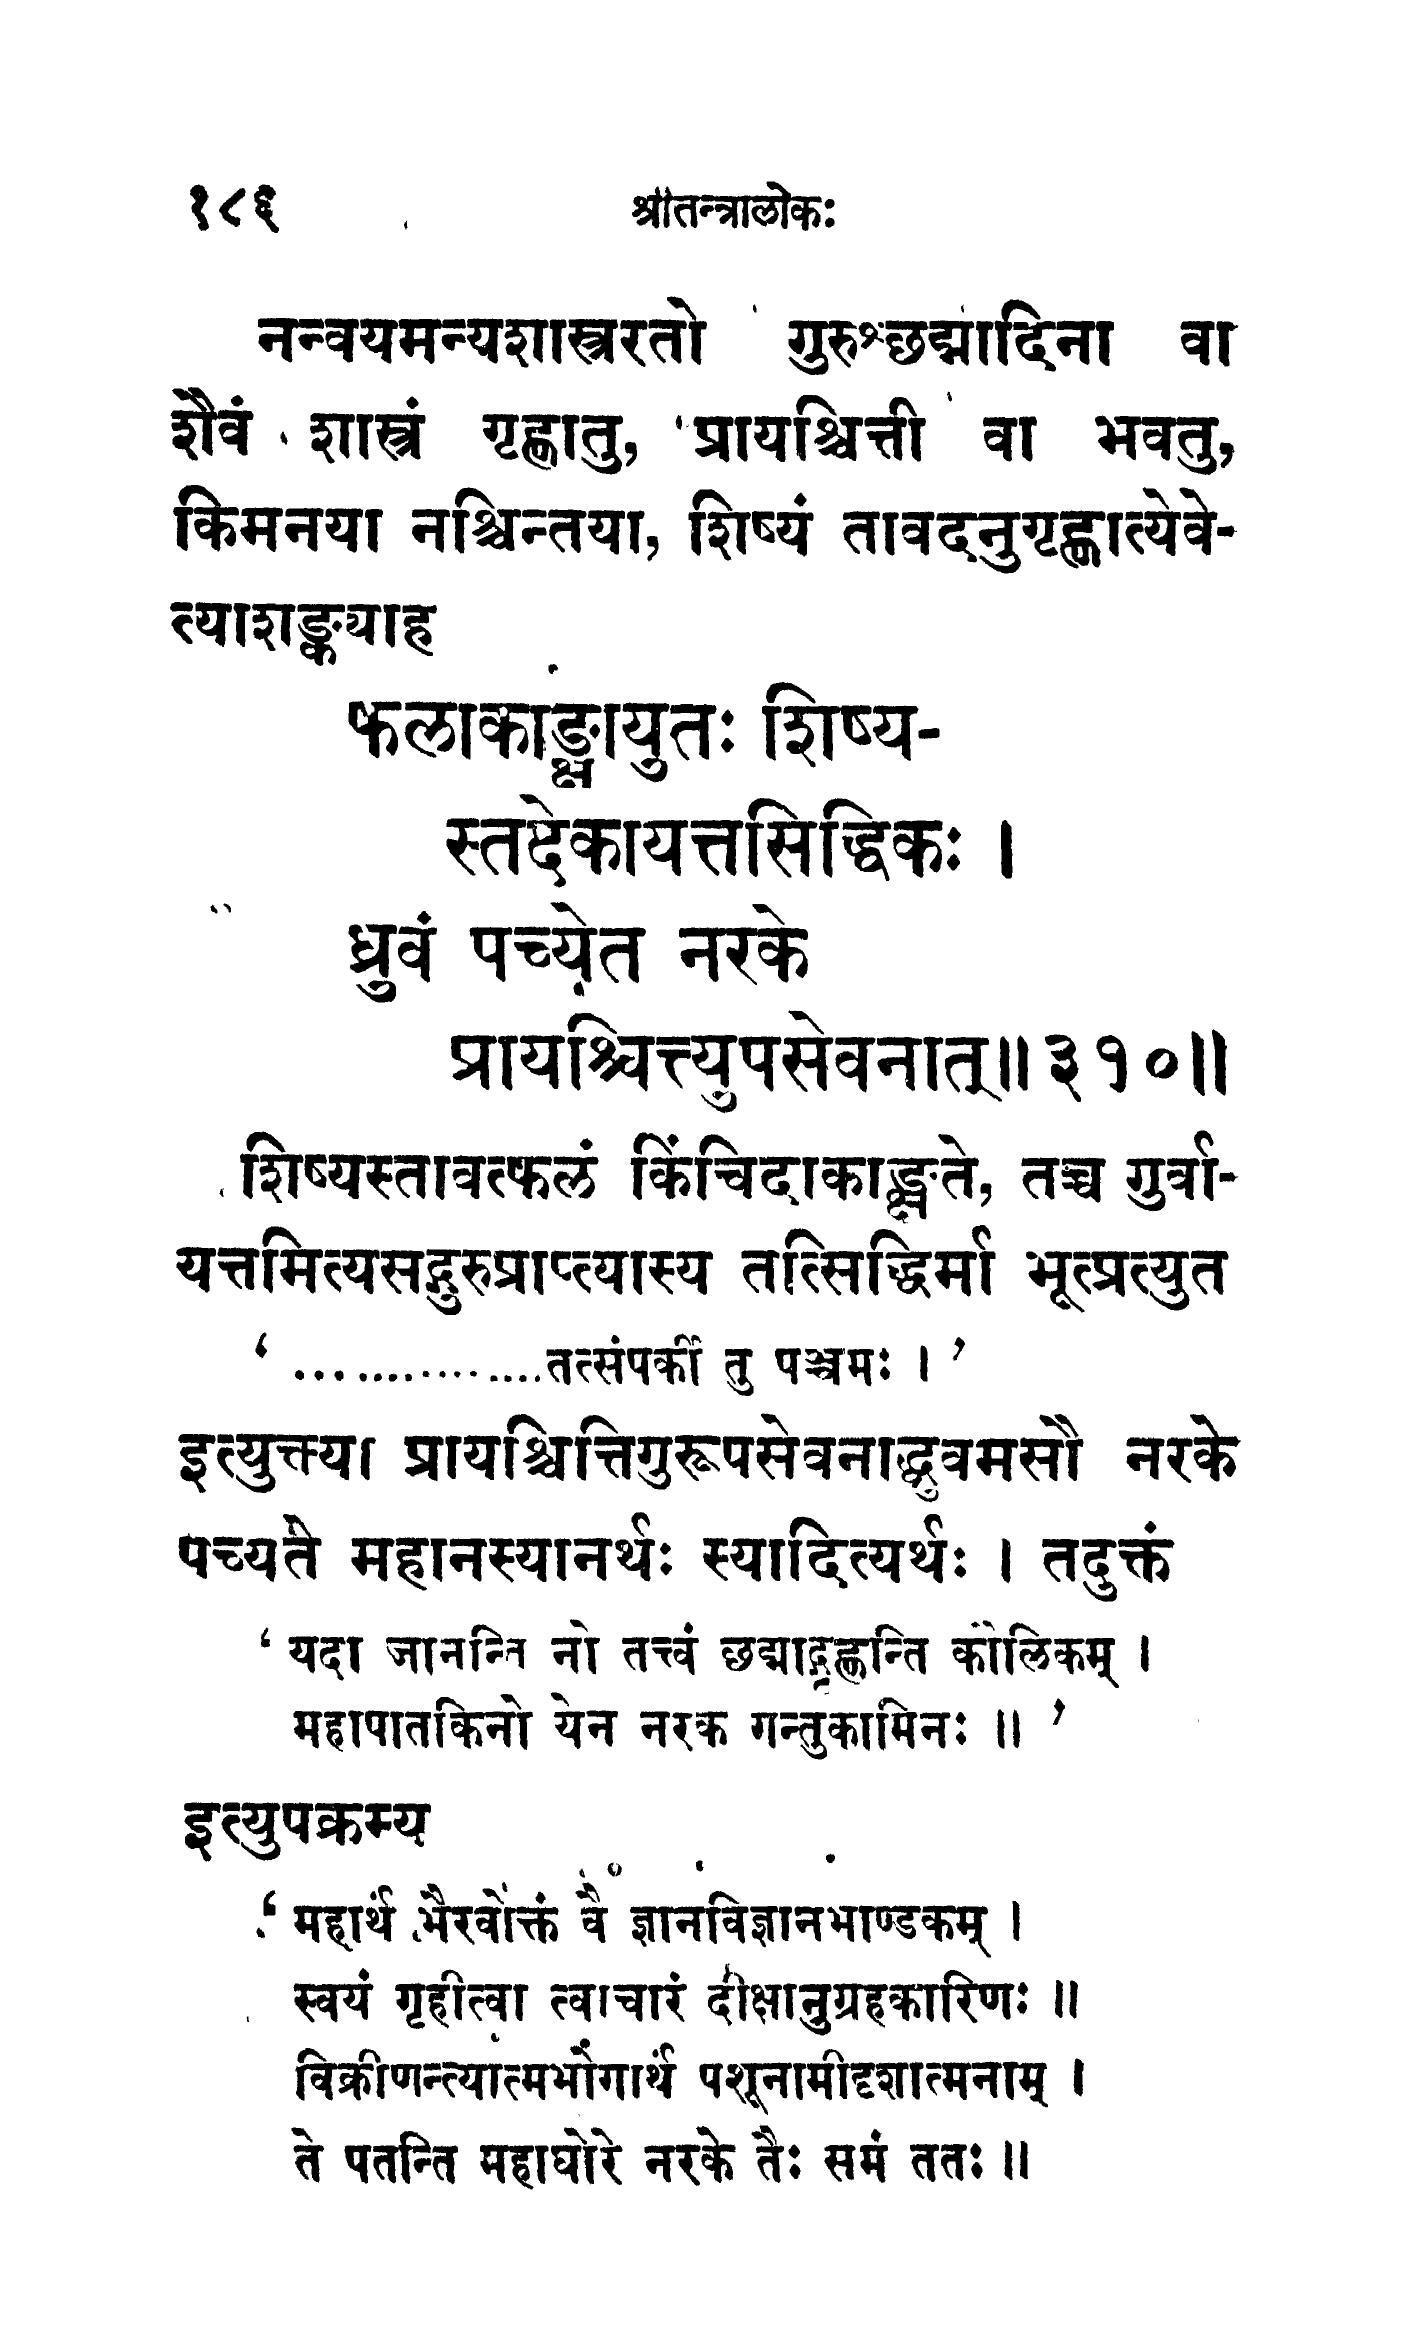 १८६ श्रीतन्त्रालोकः
नन्वयमन्यशास्त्ररतो गुरुश्छद्मादिना वा
शैवं शास्त्रं गृह्णातु, प्रायश्चित्ती वा भवतु,
किमनया नश्चिन्तया, शिष्यं तावदनुगृह्णात्येवे-
त्याशङ्क्याह
फलाकाङ्क्षायुतः शिष्य-
स्तदेकायत्तसिद्धिकः ।
ध्रुवं पच्येत नरके
प्रायश्चित्त्युपसेवनात् ॥ ३१० ॥
शिष्यस्तावत्फलं किंचिदाकाङ्क्षते, तच्च गुर्वा-
यत्तमित्यसद्गुरुप्राप्त्यास्य तत्सिद्धिर्मा भूत्प्रत्युत
‘ ..................तत्संपर्की तु पञ्चमः । ’
इत्युक्त्या प्रायश्चित्तिगुरूपसेवनाद्ध्रुवमसौ नरके
पच्यते महानस्यानर्थः स्यादित्यर्थः । तदुक्तं
‘ यदा जानन्ति नो तत्त्वं छद्माद्गृह्णन्ति कौलिकम् ।
महापातकिनो येन नरक गन्तुकामिनः ॥ ’
इत्युपक्रम्य
‘ महार्थं भैरवोक्तं वै ज्ञानविज्ञानभाण्डकम् ।
स्वयं गृहीत्वा त्वाचारं दीक्षानुग्रहकारिणः ॥
विक्रीणन्त्यात्मभोगार्थं पशूनामीदृशात्मनाम् ।
ते पतन्ति महाघोरे नरके तैः समं ततः ॥